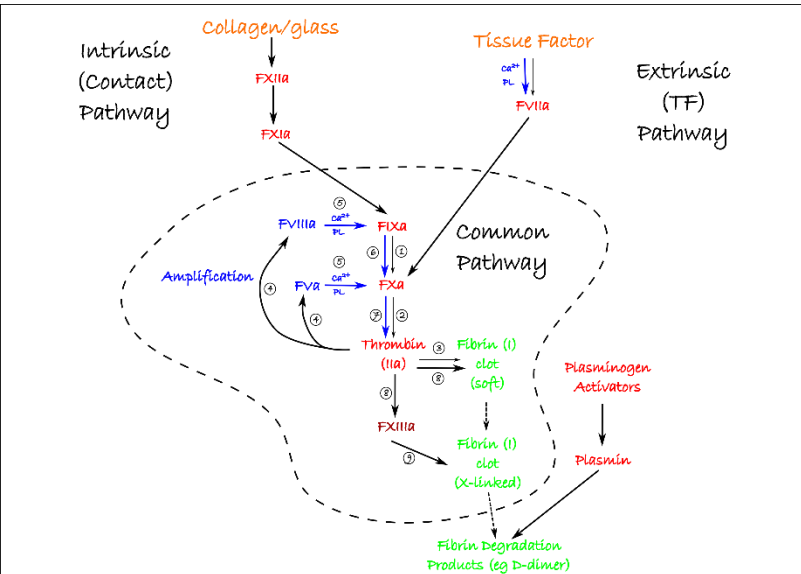 Collagen/glass
Intrinsic
(Contact)
Pathway
FXIIa
FXIa
Tissue Factor
Ca²⁺
PL
FVIIa
Extrinsic
(TF)
Pathway
⑤
FVIIIa
Ca²⁺
PL
FIXa
⑥
①
Common
Pathway
Amplification
⑤
FVa
Ca²⁺
PL
FXa
④
④
⑦
②
Thrombin
(IIa)
③
⑧
Fibrin (I)
clot
(soft)
⑧
FXIIIa
⑨
Fibrin (I)
clot
(X-linked)
Plasminogen
Activators
Plasmin
Fibrin Degradation
Products (eg D-dimer)